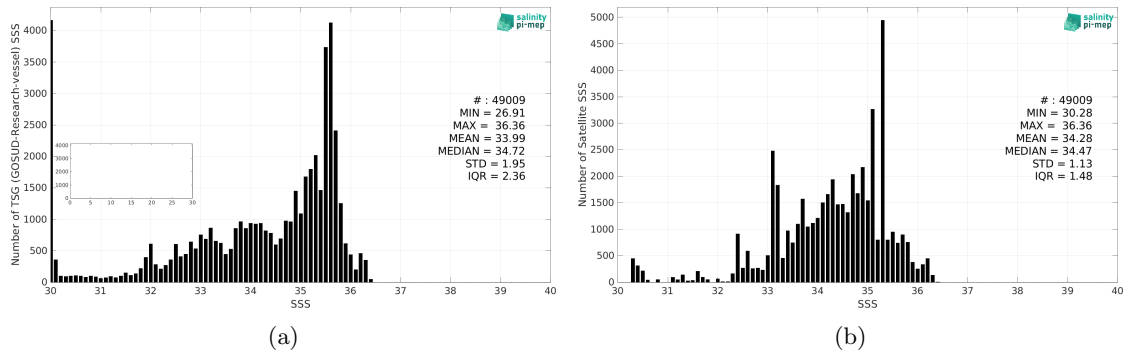 salinity
pi-mep
Number of TSG (GOSUD-Research-vessel) SSS
4000
3500
3000
2500
2000
1500
1000
500
0
# : 49009
MIN = 26.91
MAX = 36.36
MEAN = 33.99
MEDIAN = 34.72
STD = 1.95
IQR = 2.36
4000
3000
2000
1000
0
0 5 10 15 20 25 30
30 31 32 33 34 35 36 37 38 39 40
SSS
(a)
salinity
pi-mep
Number of Satellite SSS
5000
4500
4000
3500
3000
2500
2000
1500
1000
500
0
# : 49009
MIN = 30.28
MAX = 36.36
MEAN = 34.28
MEDIAN = 34.47
STD = 1.13
IQR = 1.48
30 31 32 33 34 35 36 37 38 39 40
SSS
(b)